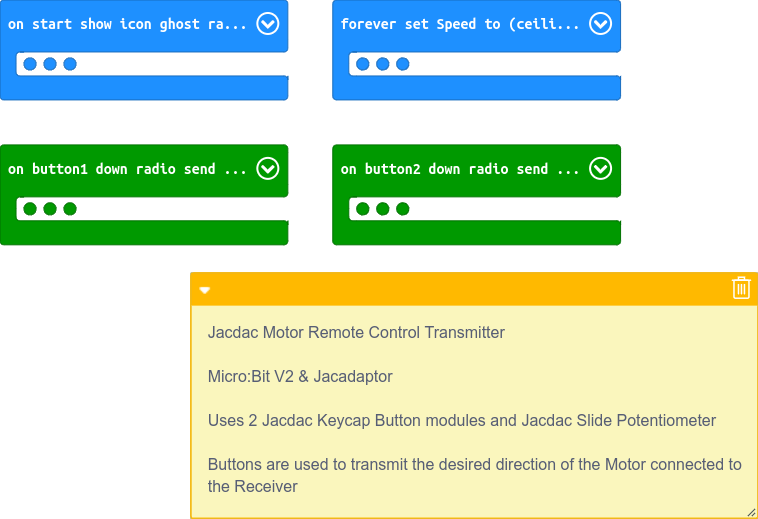 on start show icon ghost ra...
forever set Speed to (ceili...
on button1 down radio send ...
on button2 down radio send ...
Jacdac Motor Remote Control Transmitter
Micro:Bit V2 & Jacadaptor
Uses 2 Jacdac Keycap Button modules and Jacdac Slide Potentiometer
Buttons are used to transmit the desired direction of the Motor connected to
the Receiver